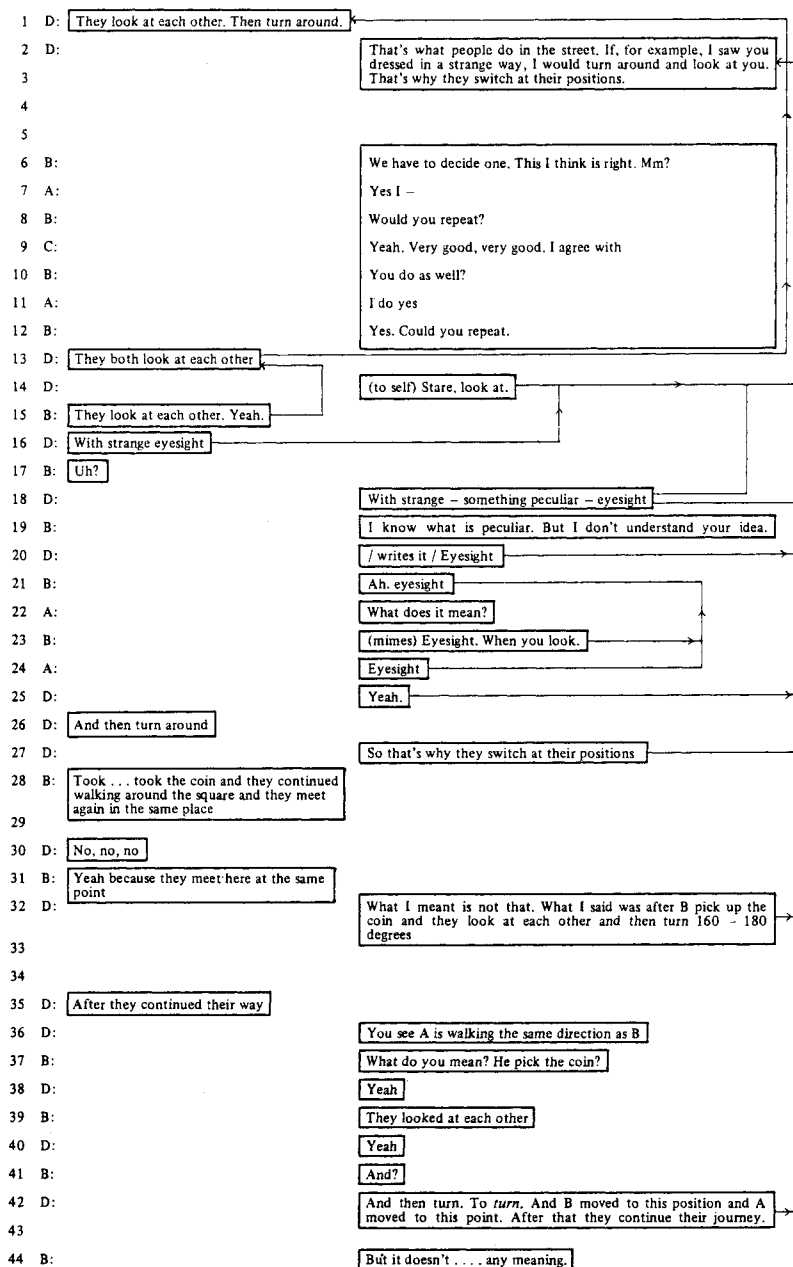 1 D: They look at each other. Then turn around.
2 D: That's what people do in the street. If, for example, I saw you
dressed in a strange way, I would turn around and look at you.
3 That's why they switch at their positions.
4
5
6 B: We have to decide one. This I think is right. Mm?
7 A: Yes I –
8 B: Would you repeat?
9 C: Yeah. Very good, very good. I agree with
10 B: You do as well?
11 A: I do yes
12 B: Yes. Could you repeat.
13 D: They both look at each other
14 D: (to self) Stare, look at.
15 B: They look at each other. Yeah.
16 D: With strange eyesight
17 B: Uh?
18 D: With strange – something peculiar – eyesight
19 B: I know what is peculiar. But I don't understand your idea.
20 D: / writes it / Eyesight
21 B: Ah. eyesight
22 A: What does it mean?
23 B: (mimes) Eyesight. When you look.
24 A: Eyesight
25 D: Yeah.
26 D: And then turn around
27 D: So that's why they switch at their positions
28 B: Took . . . took the coin and they continued
walking around the square and they meet
again in the same place
29
30 D: No, no, no
31 B: Yeah because they meet here at the same
point
32 D: What I meant is not that. What I said was after B pick up the
coin and they look at each other and then turn 160 – 180
33 degrees
34
35 D: After they continued their way
36 D: You see A is walking the same direction as B
37 B: What do you mean? He pick the coin?
38 D: Yeah
39 B: They looked at each other
40 D: Yeah
41 B: And?
42 D: And then turn. To turn. And B moved to this position and A
moved to this point. After that they continue their journey.
43
44 B: But it doesn't . . . . any meaning.